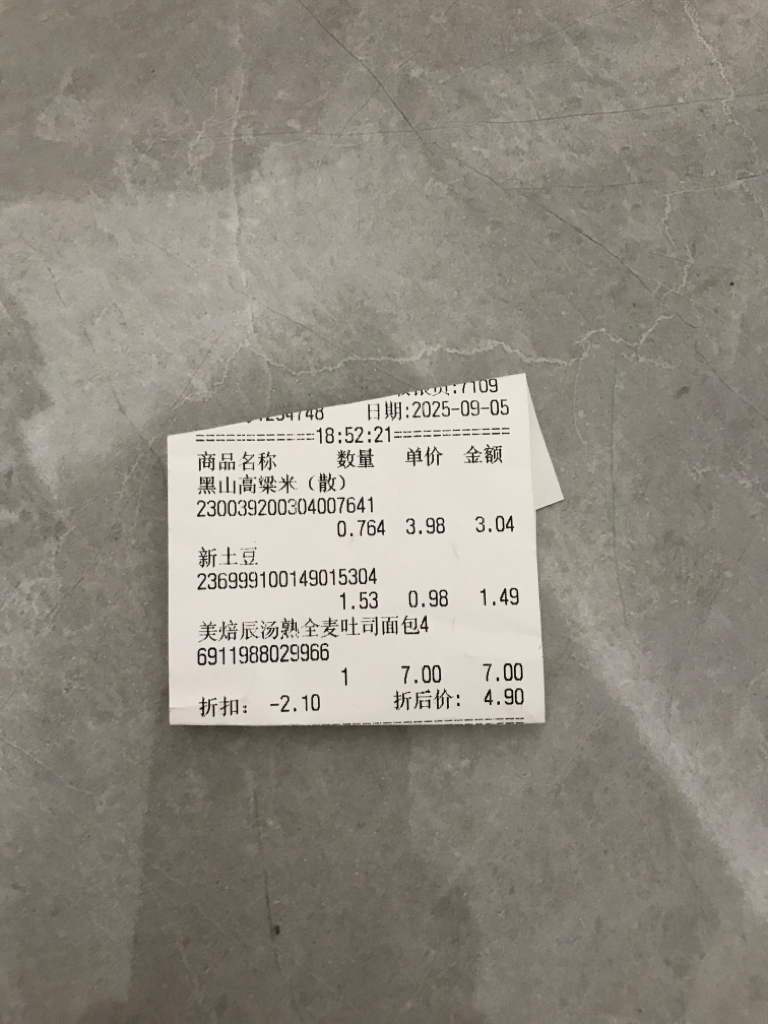 :7109
日期:2025-09-05
============18:52:21============
商品名称 数量 单价 金额
黑山高粱米（散）
230039200304007641
0.764 3.98 3.04
新土豆
236999100149015304
1.53 0.98 1.49
美焙辰汤熟全麦吐司面包4
6911988029966
1 7.00 7.00
折扣: -2.10 折后价: 4.90